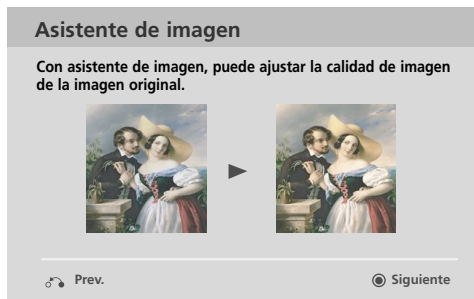 Asistente de imagen
Con asistente de imagen, puede ajustar la calidad de imagen
de la imagen original.
Prev.
Siguiente